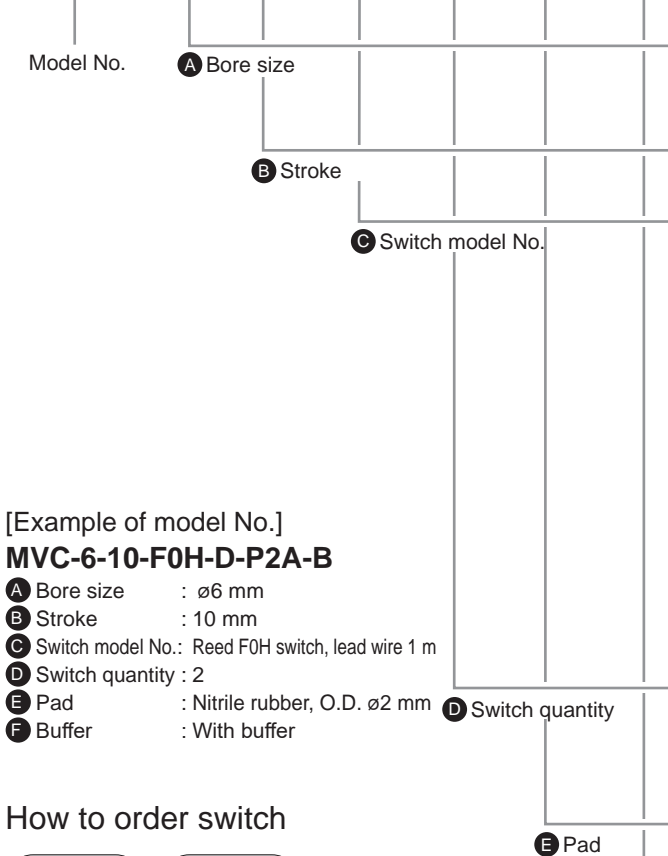 Model No.
A Bore size
B Stroke
C Switch model No.
[Example of model No.]
MVC-6-10-F0H-D-P2A-B
A Bore size : ø6 mm
B Stroke : 10 mm
C Switch model No.: Reed F0H switch, lead wire 1 m
D Switch quantity : 2
E Pad : Nitrile rubber, O.D. ø2 mm
F Buffer : With buffer
D Switch quantity
How to order switch
E Pad